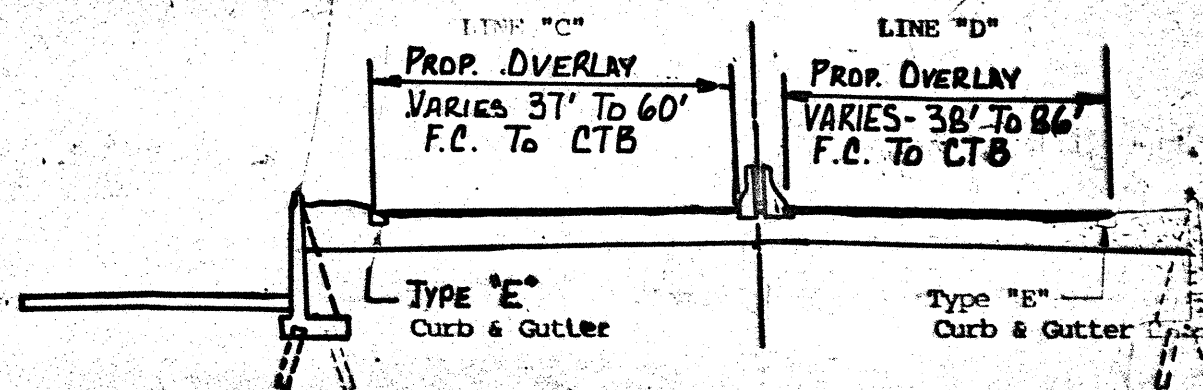 LINE "C"
PROP. OVERLAY
VARIES 37' TO 60'
F.C. TO CTB
LINE "D"
PROP. OVERLAY
VARIES- 38' TO 86'
F.C. TO CTB
TYPE "E"
Curb & Gutter
Type "E"
Curb & Gutter